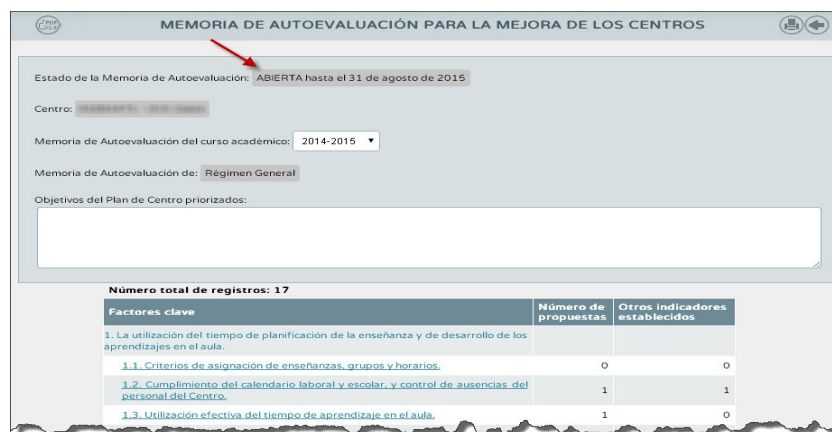 MEMORIA DE AUTOEVALUACIÓN PARA LA MEJORA DE LOS CENTROS
Estado de la Memoria de Autoevaluación: ABIERTA hasta el 31 de agosto de 2015
Centro:
Memoria de Autoevaluación del curso académico: 2014-2015
Memoria de Autoevaluación de: Régimen General
Objetivos del Plan de Centro priorizados:
Número total de registros: 17
Factores clave Número de propuestas Otros indicadores establecidos
1. La utilización del tiempo de planificación de la enseñanza y de desarrollo de los
aprendizajes en el aula.
1.1. Criterios de asignación de enseñanzas, grupos y horarios. 0 0
1.2. Cumplimiento del calendario laboral y escolar, y control de ausencias del
personal del Centro. 1 1
1.3. Utilización efectiva del tiempo de aprendizaje en el aula. 1 0